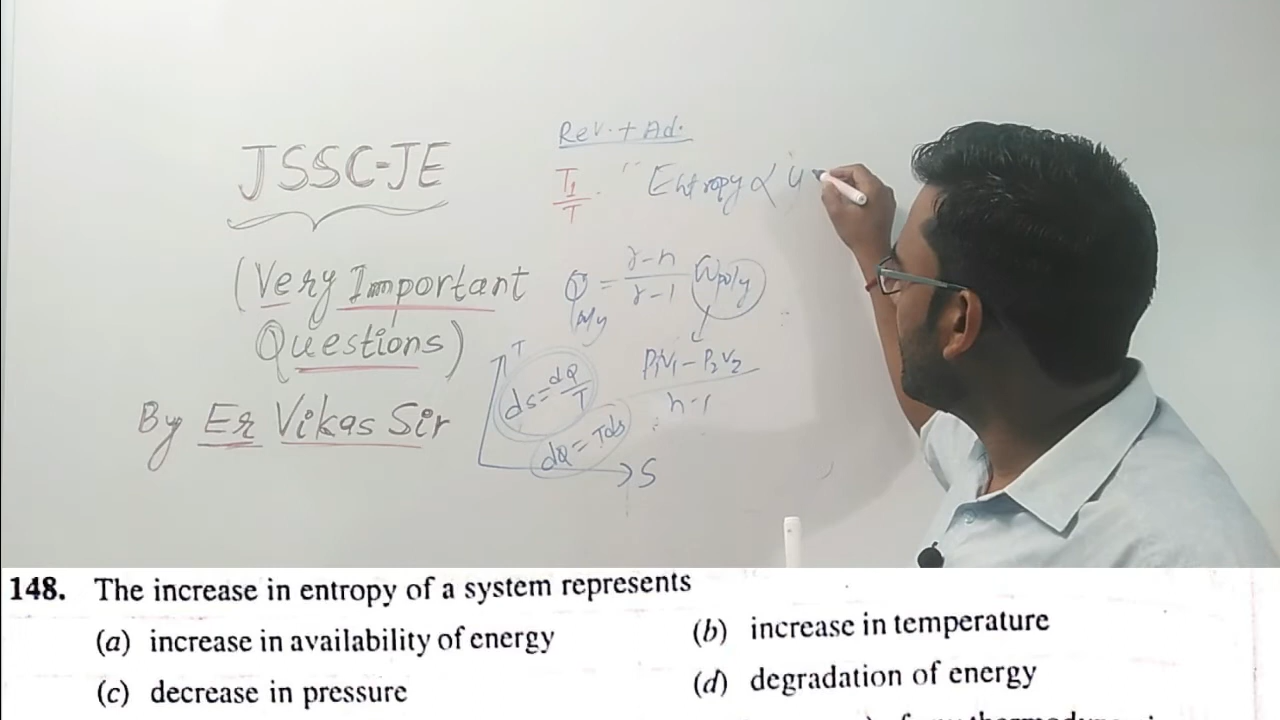 JSSC-JE
(Very Important
Questions)
By Er Vikas Sir
Rev. + Ad.
T1
T
" Entropy ∝ 
Q = γ-n
γ-1
Wpoly
P1V1 - P2V2
n-1
T
ds = dQ
T
dQ = Tds
S
148. The increase in entropy of a system represents
(a) increase in availability of energy
(b) increase in temperature
(c) decrease in pressure
(d) degradation of energy